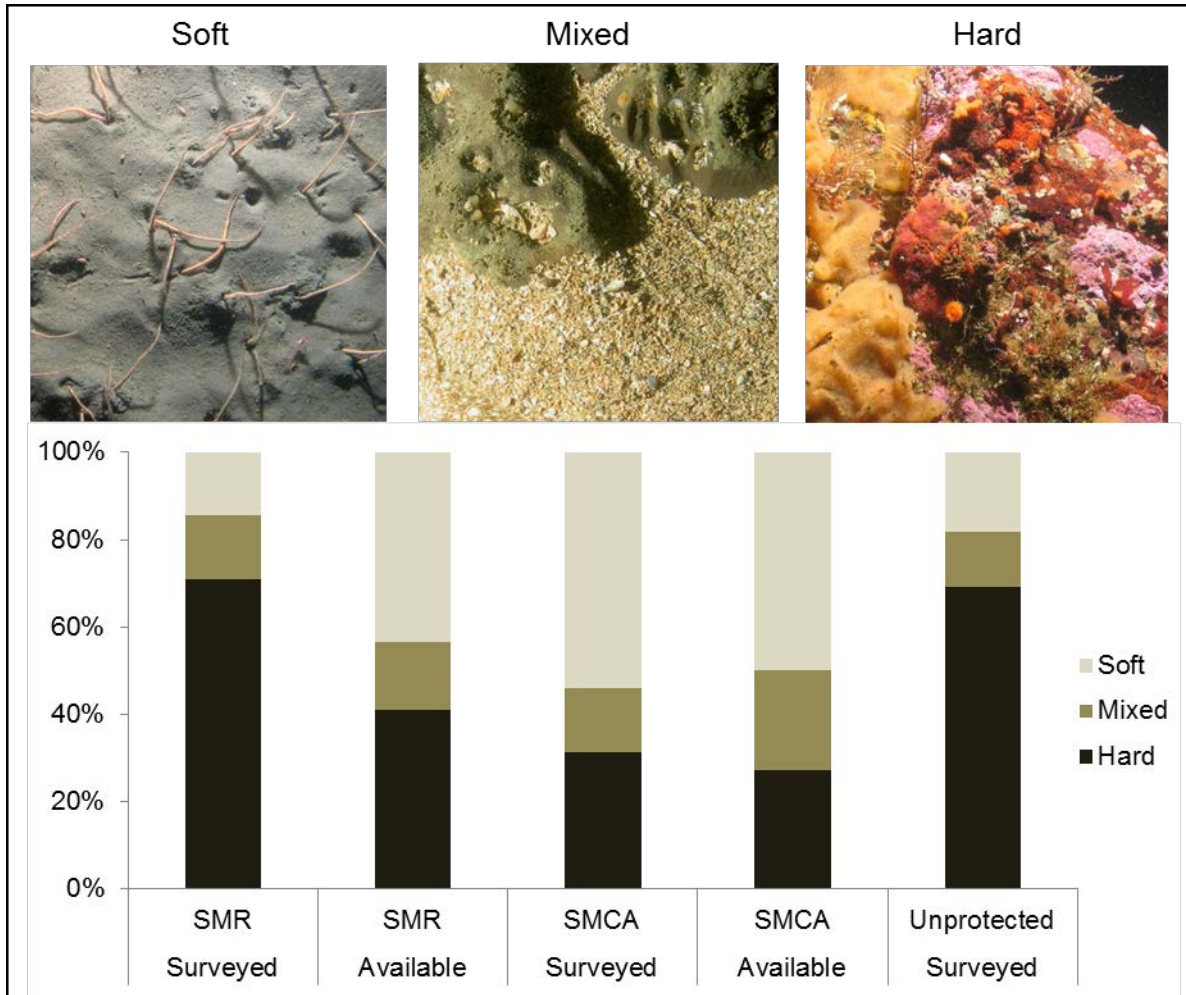 Soft Mixed Hard
100%
80%
60%
40%
20%
0%
Soft
Mixed
Hard
SMR SMR SMCA SMCA Unprotected
Surveyed Available Surveyed Available Surveyed